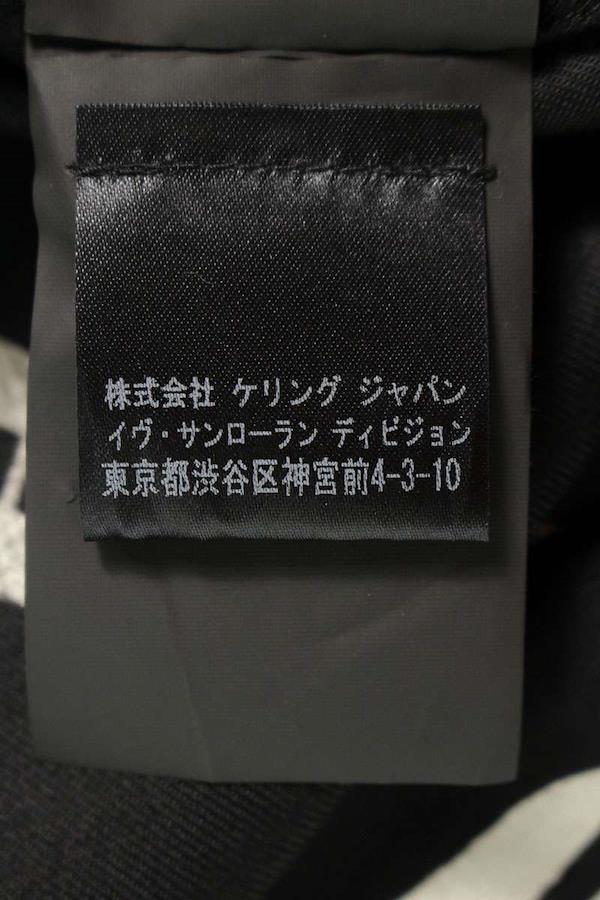 株式会社 ケリング ジャパン
イヴ・サンローラン ディビジョン
東京都渋谷区神宮前4-3-10